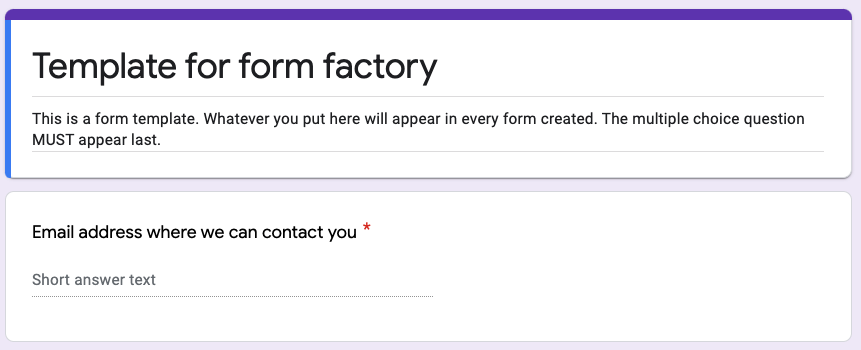 Template for form factory
This is a form template. Whatever you put here will appear in every form created. The multiple choice question
MUST appear last.
Email address where we can contact you *
Short answer text